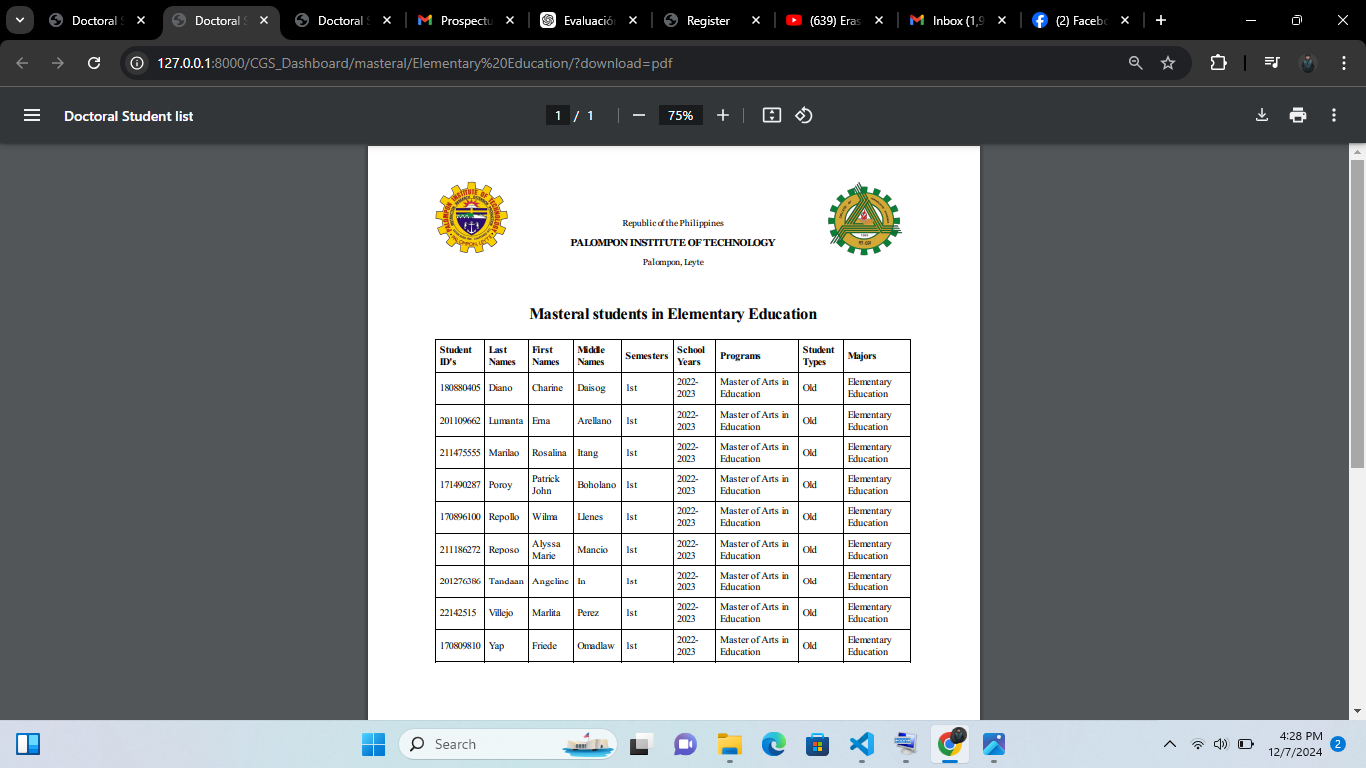 Doctoral S
Doctoral S
Doctoral S
Prospectu
Evaluación
Register
(639) Eras
Inbox (1,9
(2) Facebo
127.0.0.1:8000/CGS_Dashboard/masteral/Elementary%20Education/?download=pdf
Doctoral Student list
1 / 1
75%
PALOMPON INSTITUTE OF TECHNOLOGY
PALOMPON, LEYTE
Republic of the Philippines
PALOMPON INSTITUTE OF TECHNOLOGY
Palompon, Leyte
Masteral students in Elementary Education
Student ID's Last Names First Names Middle Names Semesters School Years Programs Student Types Majors
180880405 Diano Charine Daisog 1st 2022-2023 Master of Arts in Education Old Elementary Education
201109662 Lumanta Erna Arellano 1st 2022-2023 Master of Arts in Education Old Elementary Education
211475555 Marilao Rosalina Itang 1st 2022-2023 Master of Arts in Education Old Elementary Education
171490287 Poroy Patrick John Boholano 1st 2022-2023 Master of Arts in Education Old Elementary Education
170896100 Repollo Wilma Llenes 1st 2022-2023 Master of Arts in Education Old Elementary Education
211186272 Reposo Alyssa Marie Mancio 1st 2022-2023 Master of Arts in Education Old Elementary Education
201276386 Tandaan Angeline In 1st 2022-2023 Master of Arts in Education Old Elementary Education
22142515 Villejo Marlita Perez 1st 2022-2023 Master of Arts in Education Old Elementary Education
170809810 Yap Friede Omadlaw 1st 2022-2023 Master of Arts in Education Old Elementary Education
Search
4:28 PM
12/7/2024
2